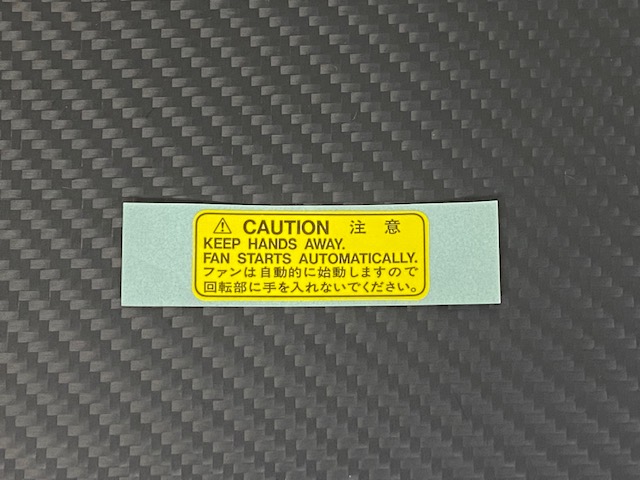 CAUTION 注意
KEEP HANDS AWAY.
FAN STARTS AUTOMATICALLY.
ファンは自動的に始動しますので
回転部に手を入れないでください。